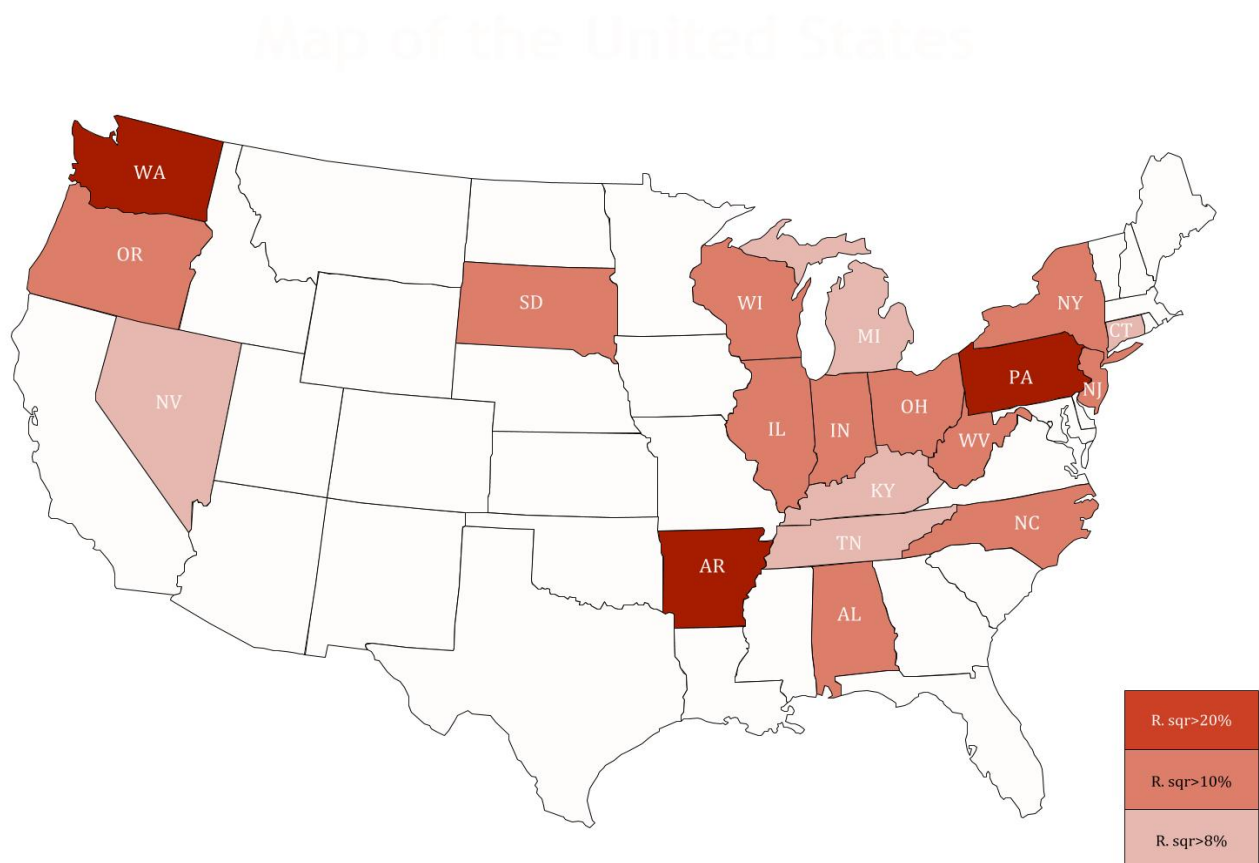 Map of the United States
WA
OR
SD
WI
NY
MI
CT
NV
PA
NJ
IL
IN
OH
WV
KY
NC
TN
AR
AL
R. sqr>20%
R. sqr>10%
R. sqr>8%